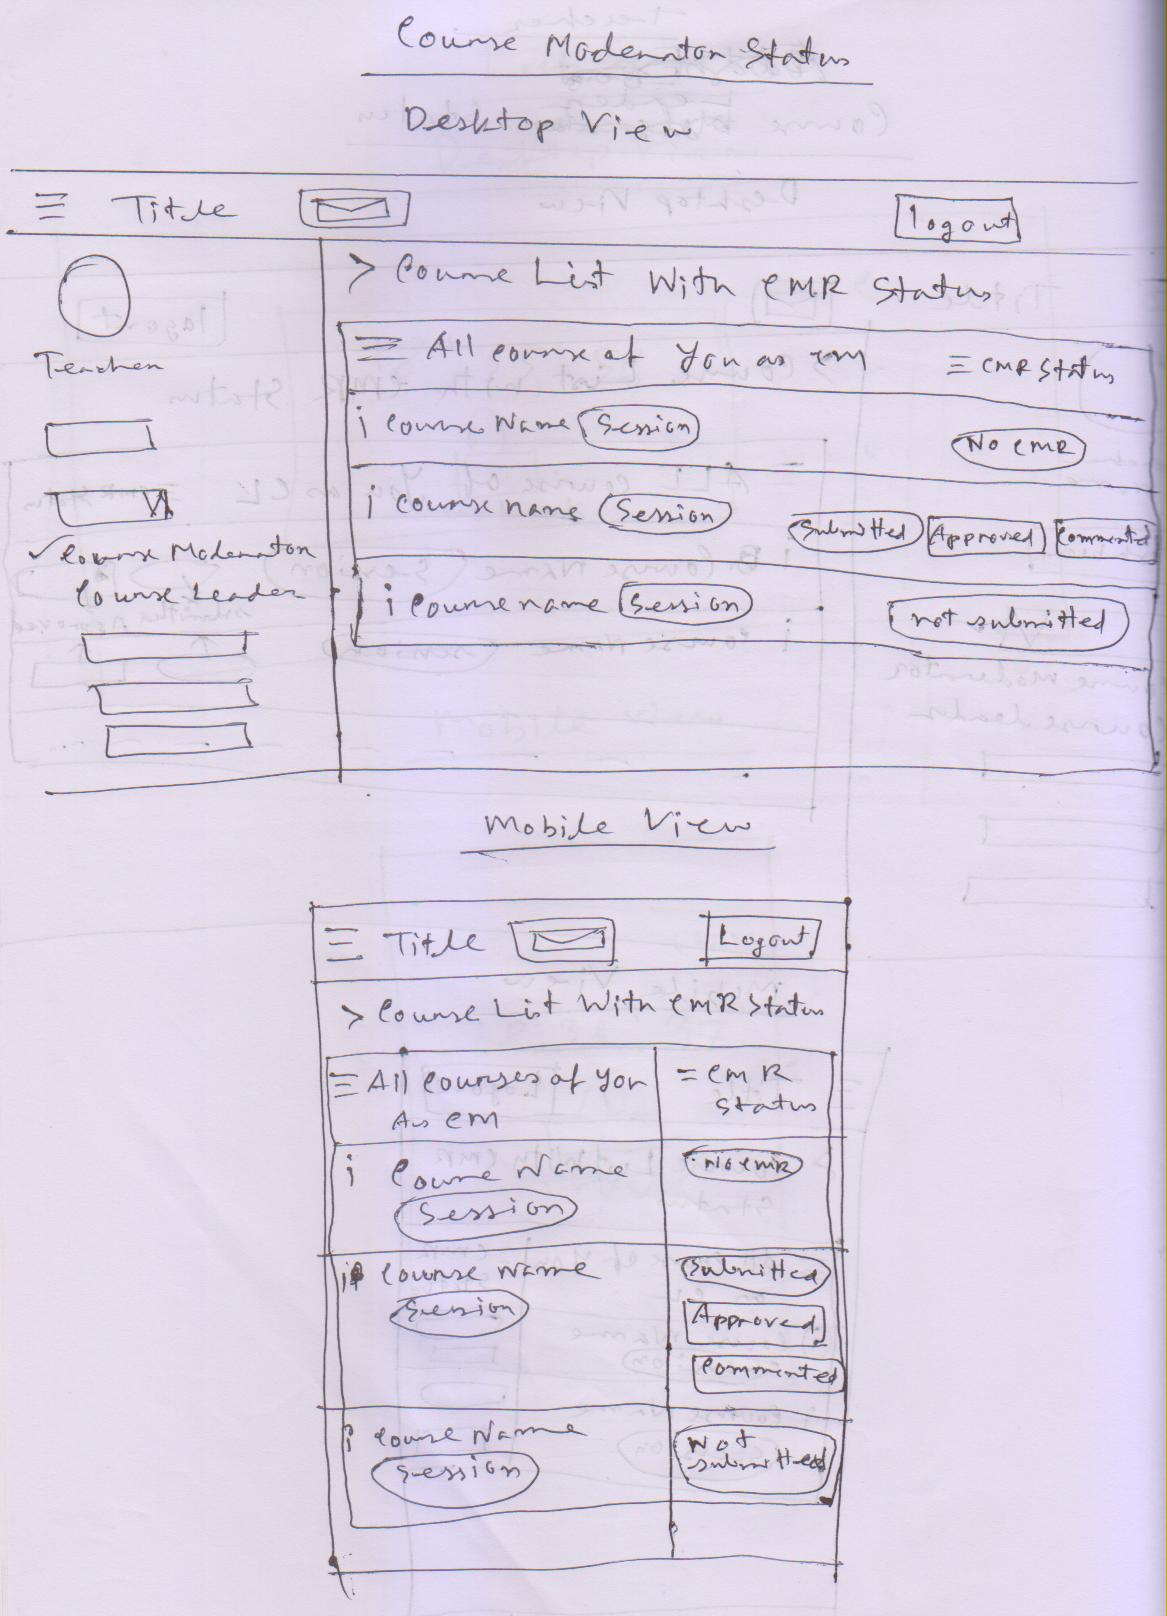 Course Moderator Status
Desktop View
Title
logout
> Course List With CMR Status
Teacher
All course of You as CM
CMR Status
i Course Name Session
No CMR
i course name Session
Submitted Approved Commented
✓ Course Moderator
Course Leader
i Course name Session
not submitted
Mobile View
Title
Logout
> Course List With CMR Status
All Courses of You
As CM
CMR
Status
i Course Name
Session
No CMR
i Course Name
Session
Submitted
Approved
Commented
i Course Name
Session
Not
submitted